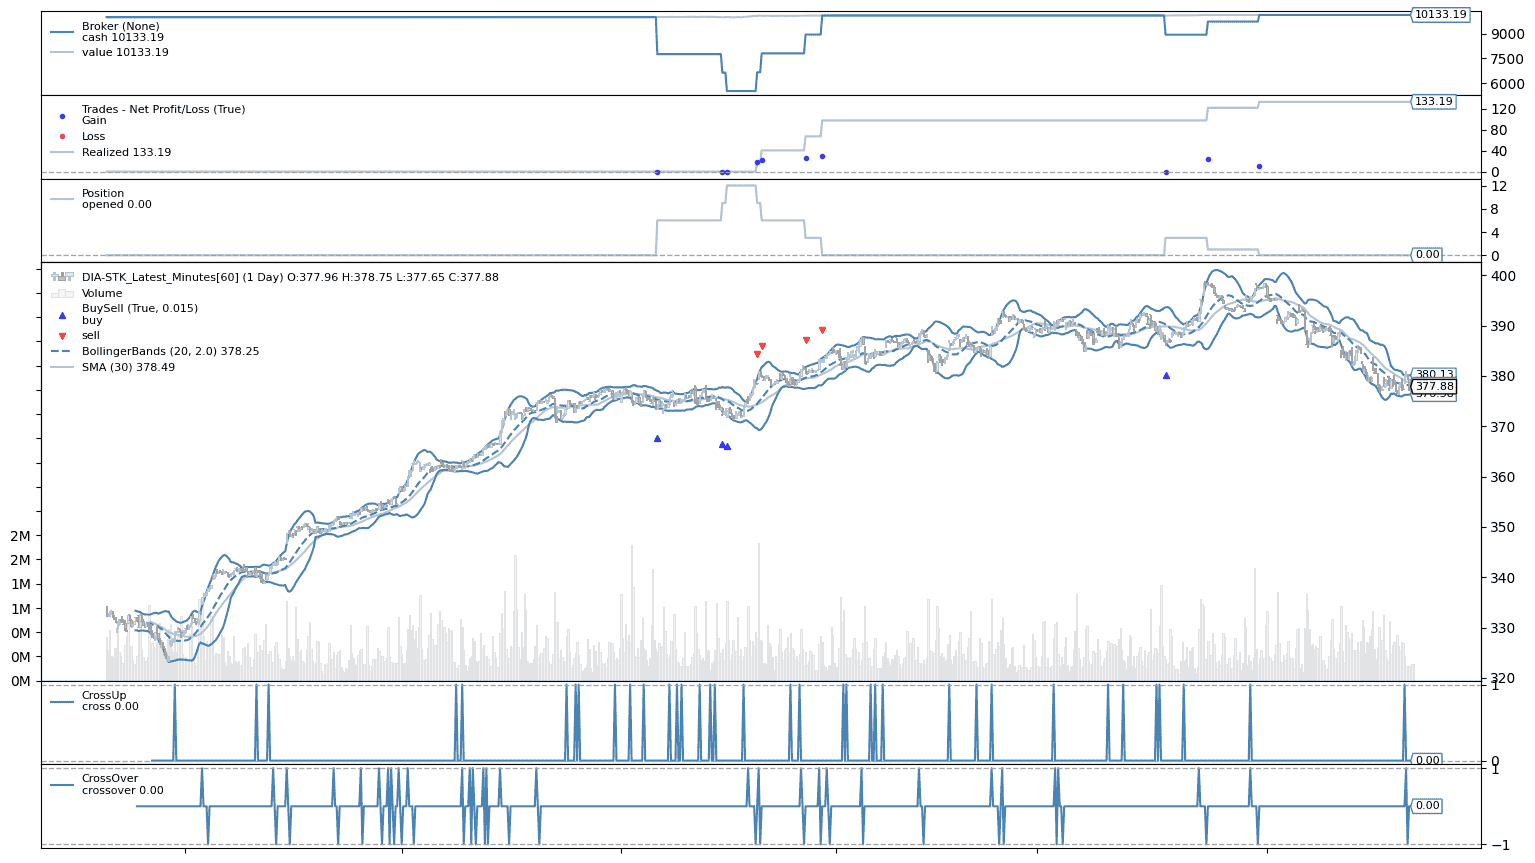 Broker (None)
cash 10133.19
value 10133.19
10133.19
9000
7500
6000
Trades - Net Profit/Loss (True)
Gain
Loss
Realized 133.19
133.19
120
80
40
0
Position
opened 0.00
12
8
4
0
0.00
DIA-STK_Latest_Minutes[60] (1 Day) O:377.96 H:378.75 L:377.65 C:377.88
Volume
BuySell (True, 0.015)
buy
sell
BollingerBands (20, 2.0) 378.25
SMA (30) 378.49
400
390
380
370
360
350
340
330
320
380.13
377.88
2M
2M
1M
1M
0M
0M
0M
CrossUp
cross 0.00
1
0
0.00
CrossOver
crossover 0.00
1
0.00
−1